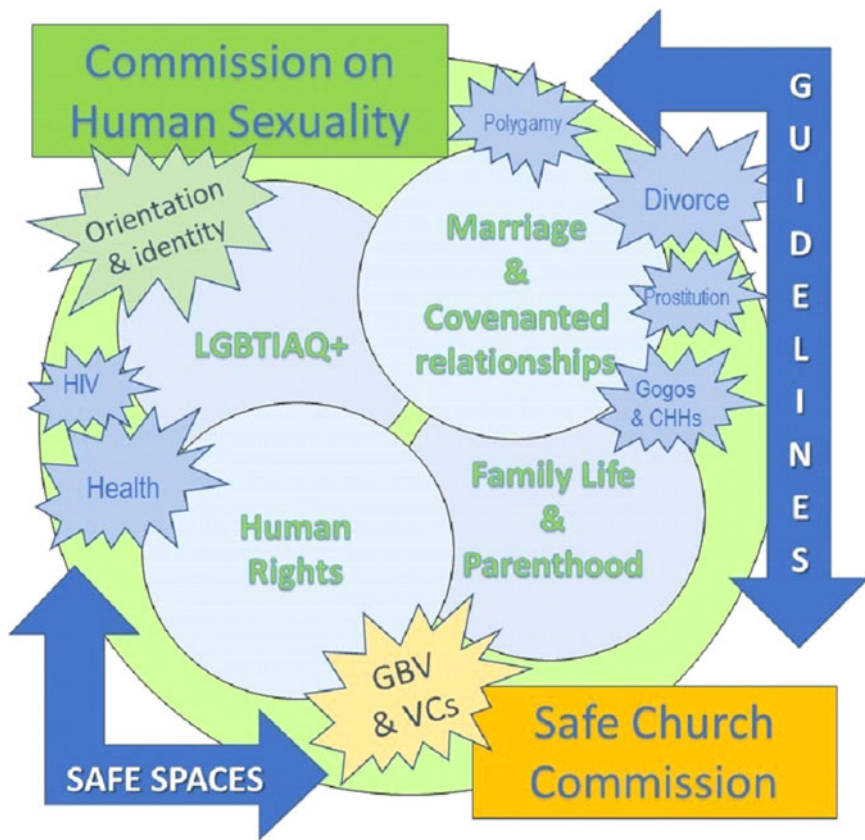 Commission on
Human Sexuality
GUIDELINES
Polygamy
Orientation
& identity
Divorce
Marriage
&
Covenanted
relationships
Prostitution
LGBTIAQ+
HIV
Gogos
& CHHs
Health
Family Life
&
Parenthood
Human
Rights
GBV
& VCs
Safe Church
Commission
SAFE SPACES